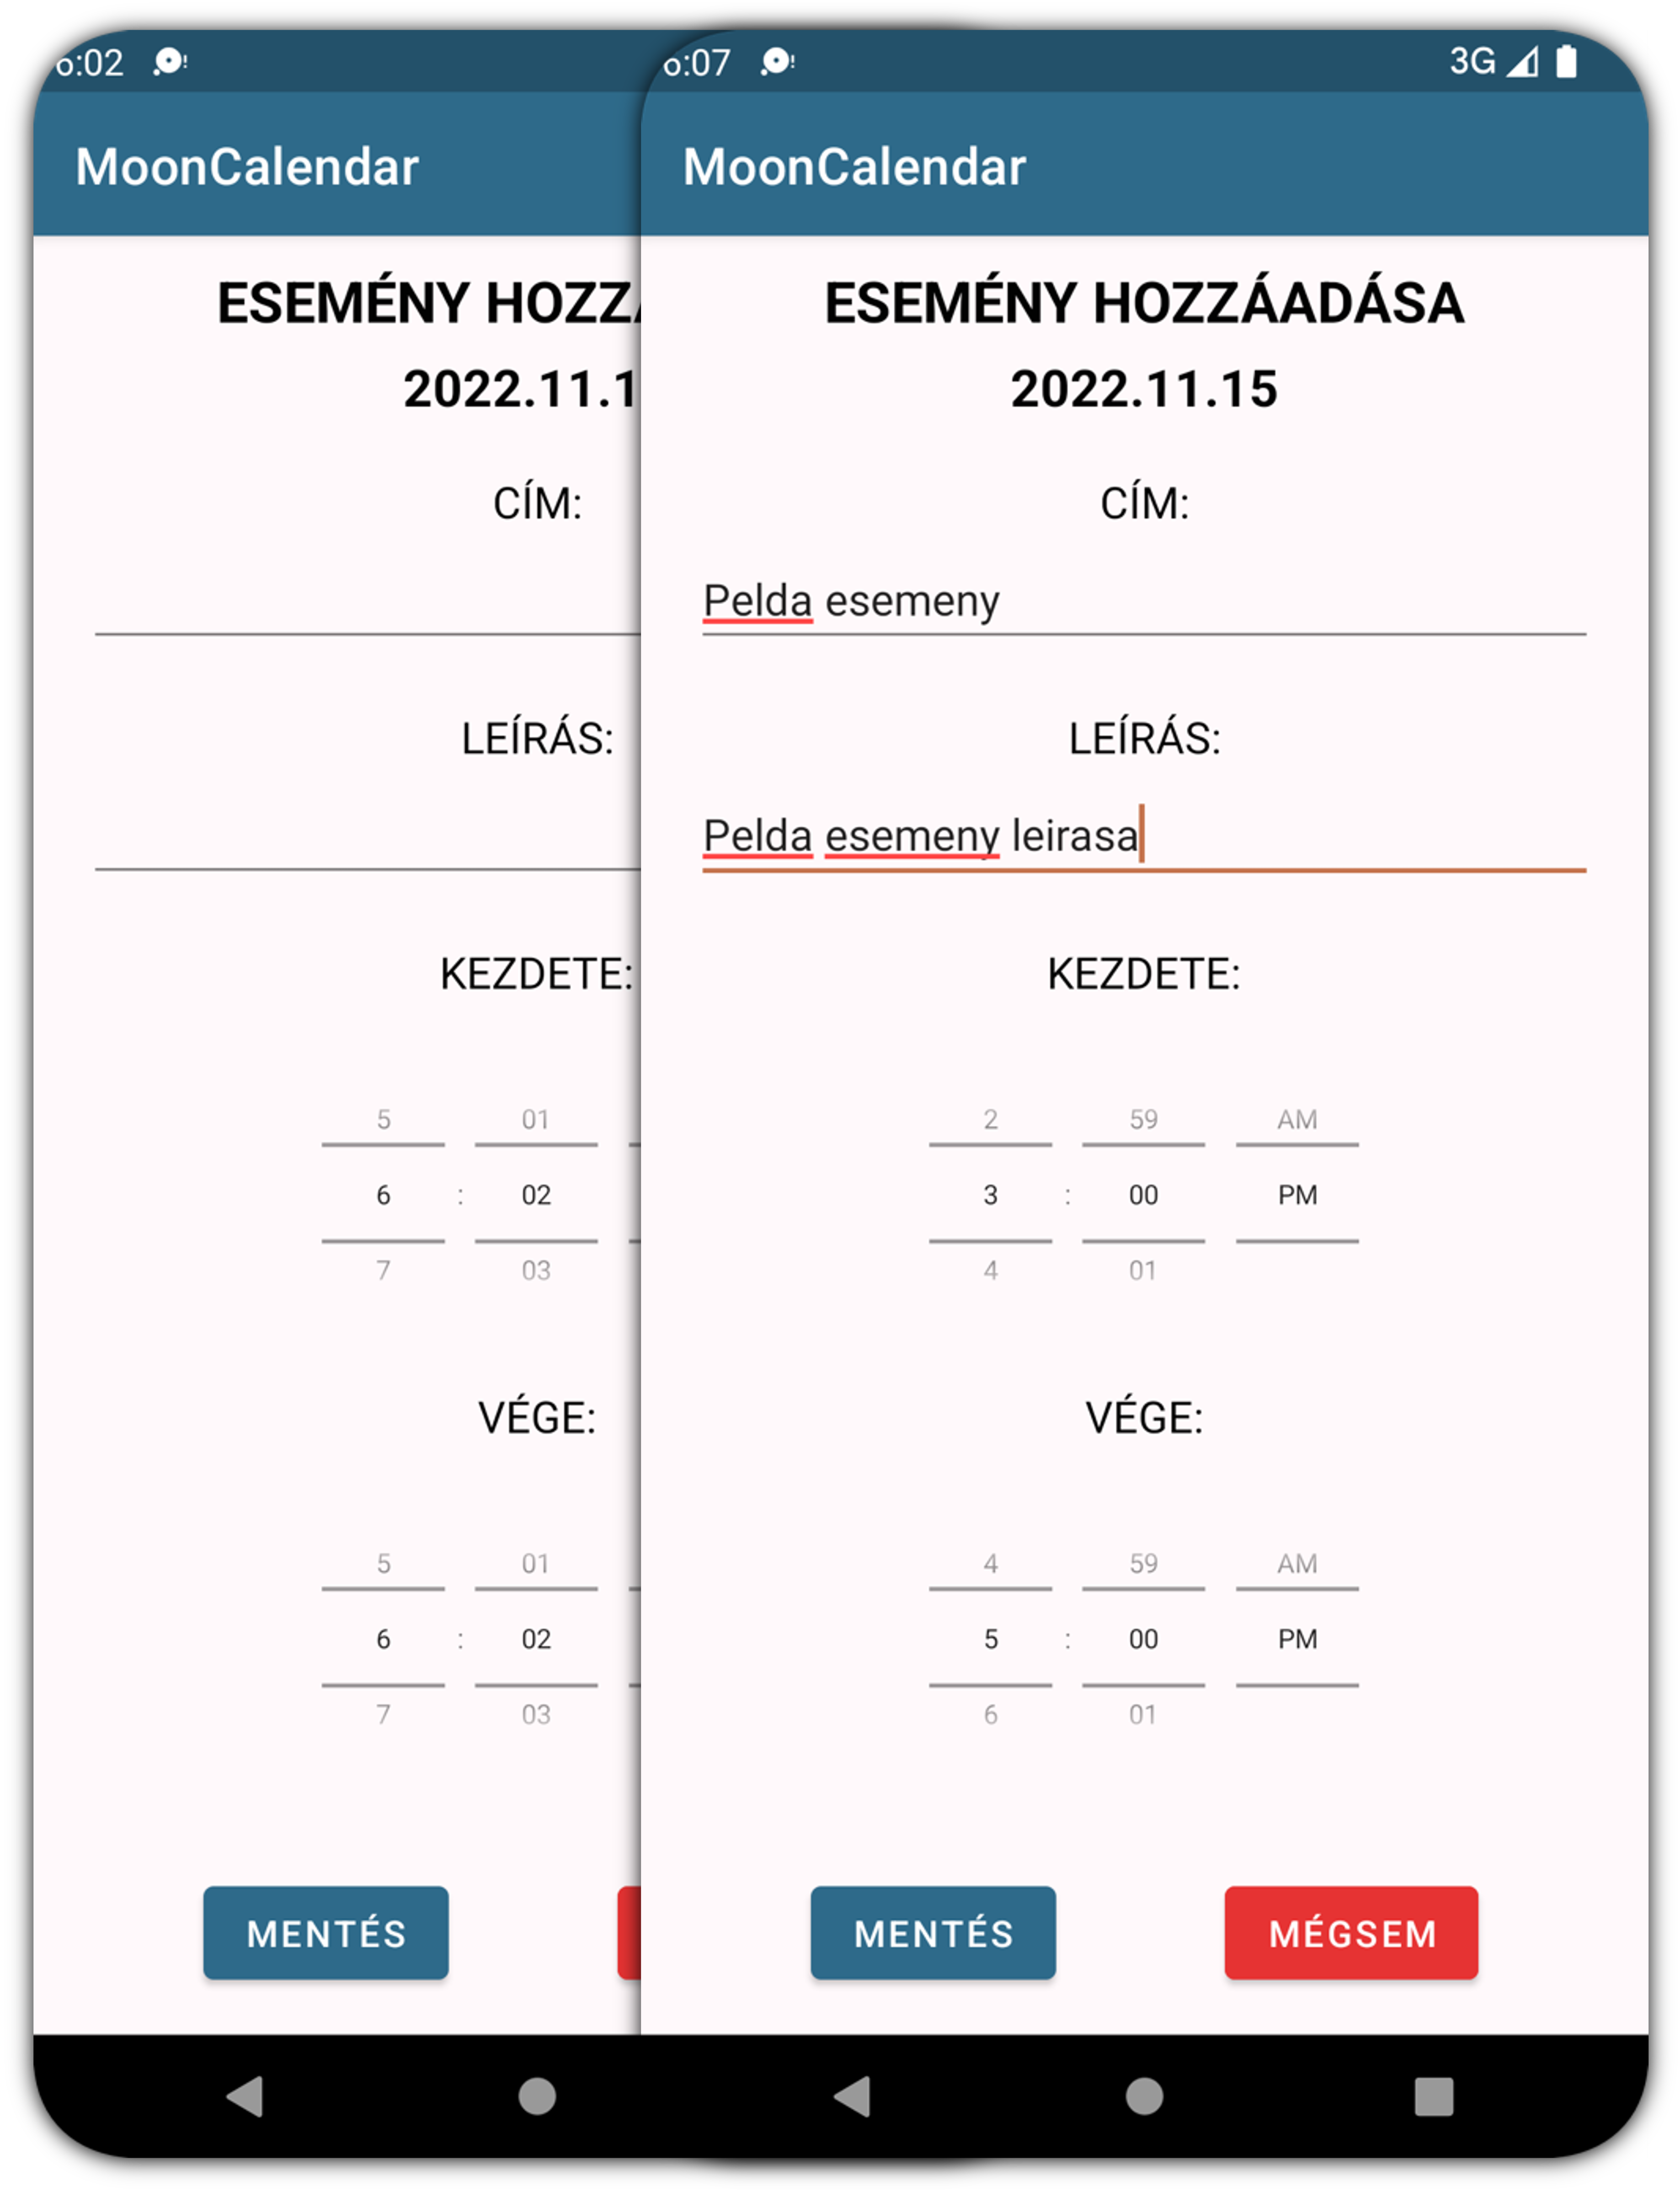 6:02
MoonCalendar
ESEMÉNY HOZZÁ
2022.11.1
CÍM:
LEÍRÁS:
KEZDETE:
5 01
6 : 02
7 03
VÉGE:
5 01
6 : 02
7 03
MENTÉS
6:07 3G
MoonCalendar
ESEMÉNY HOZZÁADÁSA
2022.11.15
CÍM:
Pelda esemeny
LEÍRÁS:
Pelda esemeny leirasa
KEZDETE:
2 59 AM
3 : 00 PM
4 01
VÉGE:
4 59 AM
5 : 00 PM
6 01
MENTÉS MÉGSEM